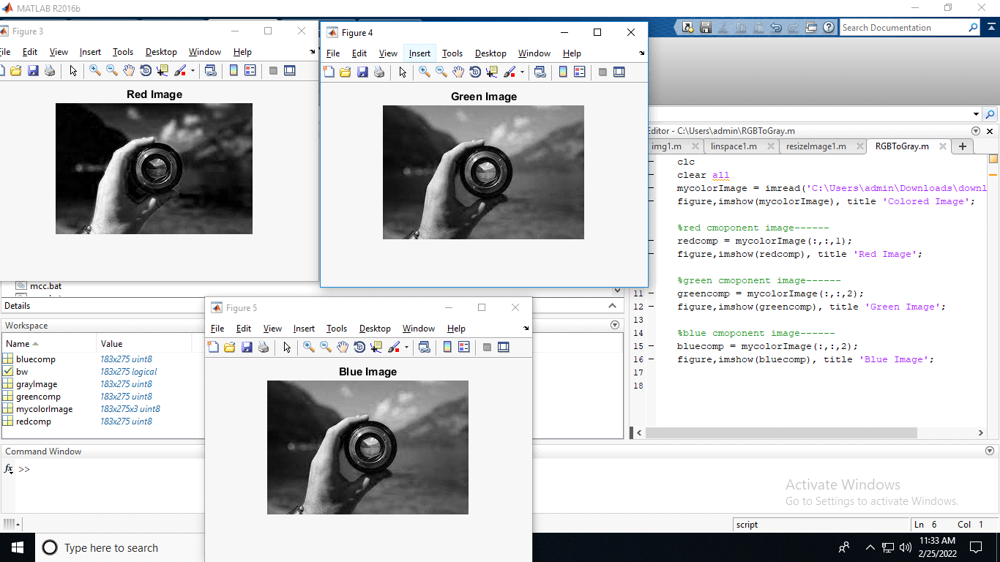 MATLAB R2016b
Search Documentation
Figure 3
File Edit View Insert Tools Desktop Window Help
Red Image
Figure 4
File Edit View Insert Tools Desktop Window Help
Green Image
Editor - C:\Users\admin\RGBToGray.m
img1.m linspace1.m resizeImage1.m RGBToGray.m
clc
clear all
mycolorImage = imread('C:\Users\admin\Downloads\downl
figure,imshow(mycolorImage), title 'Colored Image';
%red cmoponent image------
redcomp = mycolorImage(:,:,1);
figure,imshow(redcomp), title 'Red Image';
%green cmoponent image------
11 greencomp = mycolorImage(:,:,2);
12 figure,imshow(greencomp), title 'Green Image';
13
14 %blue cmoponent image------
15 bluecomp = mycolorImage(:,:,2);
16 figure,imshow(bluecomp), title 'Blue Image';
17
18
mcc.bat
Details
Workspace
Name Value
bluecomp 183x275 uint8
bw 183x275 logical
grayImage 183x275 uint8
greencomp 183x275 uint8
mycolorImage 183x275x3 uint8
redcomp 183x275 uint8
Figure 5
File Edit View Insert Tools Desktop Window Help
Blue Image
Command Window
fx >>
Activate Windows
Go to Settings to activate Windows.
script
Ln 6 Col 1
Type here to search
11:33 AM
2/25/2022